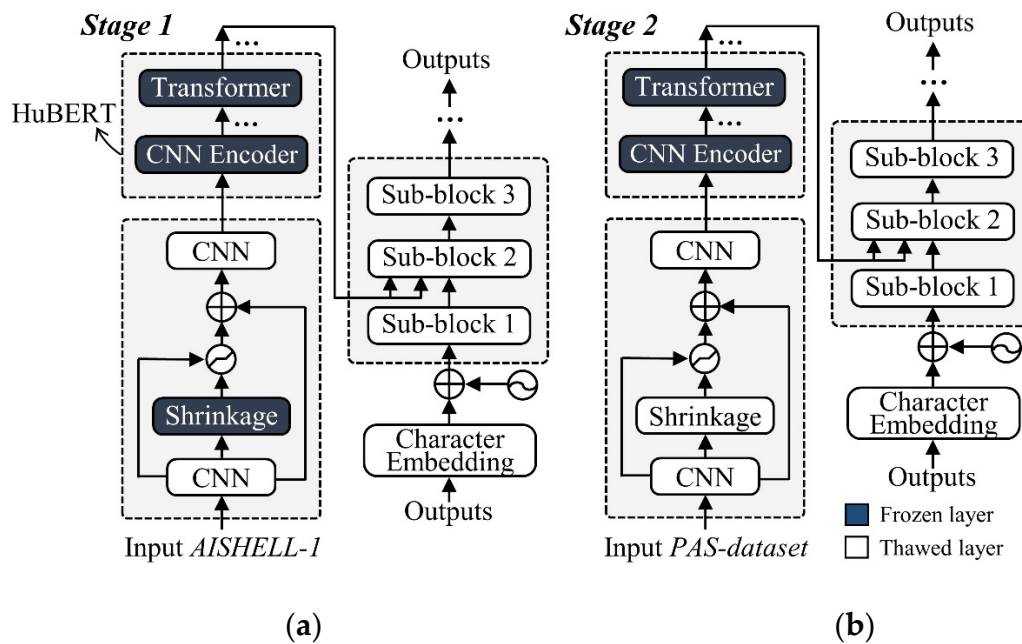 Stage 1
...
Transformer
...
HuBERT
CNN Encoder
CNN
Shrinkage
CNN
Input AISHELL-1
Outputs
...
Sub-block 3
Sub-block 2
Sub-block 1
Character
Embedding
Outputs
(a)
Stage 2
...
Transformer
...
CNN Encoder
CNN
Shrinkage
CNN
Input PAS-dataset
Outputs
...
Sub-block 3
Sub-block 2
Sub-block 1
Character
Embedding
Outputs
Frozen layer
Thawed layer
(b)